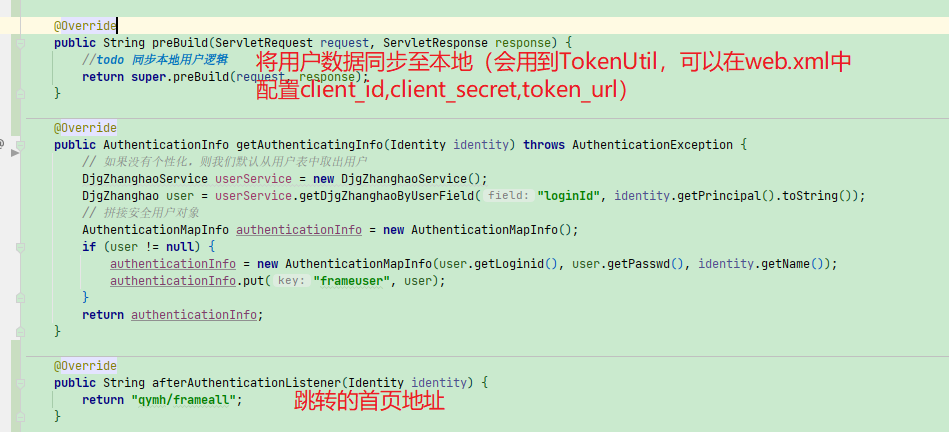 @Override
public String preBuild(ServletRequest request, ServletResponse response) {
//todo 同步本地用户逻辑
return super.preBuild(request, response);
}
将用户数据同步至本地（会用到TokenUtil，可以在web.xml中
配置client_id,client_secret,token_url）
@Override
public AuthenticationInfo getAuthenticatingInfo(Identity identity) throws AuthenticationException {
// 如果没有个性化，则我们默认从用户表中取出用户
DjgZhanghaoService userService = new DjgZhanghaoService();
DjgZhanghao user = userService.getDjgZhanghaoByUserField( field: "loginId", identity.getPrincipal().toString());
// 拼接安全用户对象
AuthenticationMapInfo authenticationInfo = new AuthenticationMapInfo();
if (user != null) {
authenticationInfo = new AuthenticationMapInfo(user.getLoginid(), user.getPasswd(), identity.getName());
authenticationInfo.put( key: "frameuser", user);
}
return authenticationInfo;
}
@Override
public String afterAuthenticationListener(Identity identity) {
return "qymh/frameall"; 跳转的首页地址
}